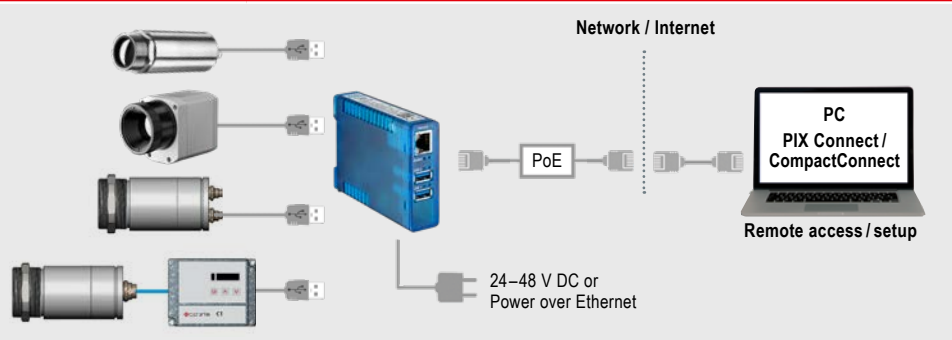 Network / Internet
PoE
PC
PIX Connect /
CompactConnect
Remote access / setup
24–48 V DC or
Power over Ethernet